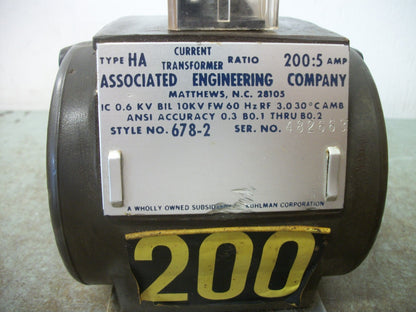 TYPE HA CURRENT TRANSFORMER RATIO 200:5 AMP
ASSOCIATED ENGINEERING COMPANY
MATTHEWS, N.C. 28105
IC 0.6 KV BIL 10KV FW 60 Hz RF 3.0 30°C AMB
ANSI ACCURACY 0.3 B0.1 THRU B0.2
STYLE NO. 678-2 SER. NO. 482663
A WHOLLY OWNED KUHLMAN CORPORATION
200